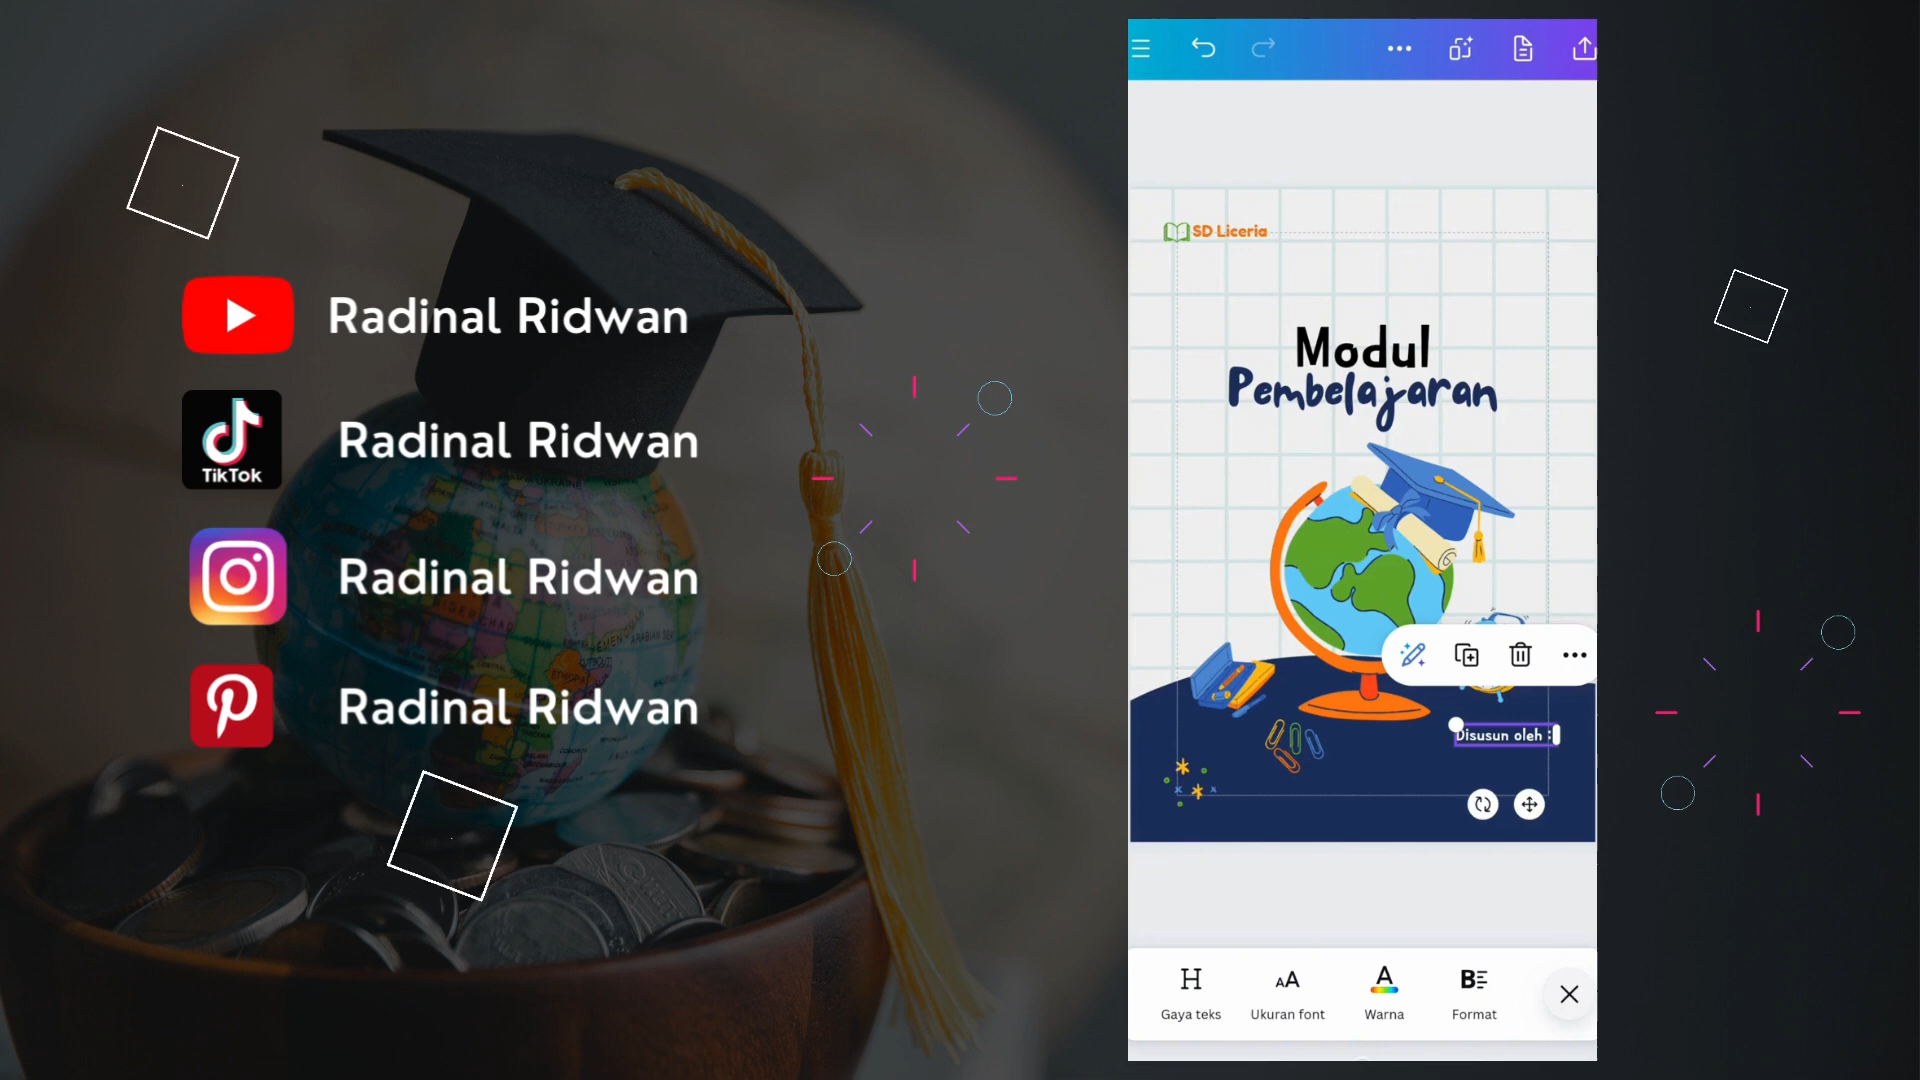 Radinal Ridwan
TikTok
Radinal Ridwan
Radinal Ridwan
Radinal Ridwan
SD Liceria
Modul
Pembelajaran
Disusun oleh :
Gaya teks
Ukuran font
Warna
Format